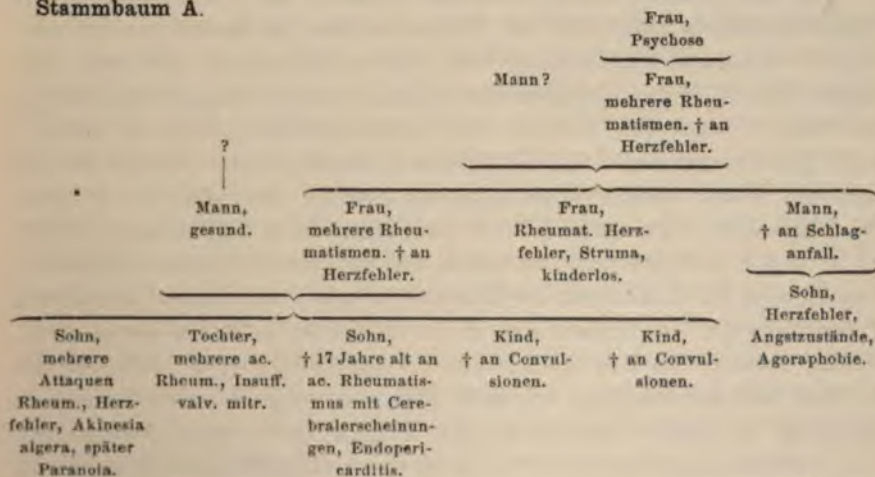 Stammbaum A.
Frau,
Psychose
Mann?
Frau,
mehrere Rheu-
matismen. † an
Herzfehler.
?
Mann,
gesund.
Frau,
mehrere Rheu-
matismen. † an
Herzfehler.
Frau,
Rheumat. Herz-
fehler, Struma,
kinderlos.
Mann,
† an Schlag-
anfall.
Sohn,
mehrere
Attaquen
Rheum., Herz-
fehler, Akinesia
algera, später
Paranoia.
Tochter,
mehrere ac.
Rheum., Insuff.
valv. mitr.
Sohn,
† 17 Jahre alt an
ac. Rheumatis-
mus mit Cere-
bralerscheinun-
gen, Endoperi-
carditis.
Kind,
† an Convul-
sionen.
Kind,
† an Convul-
sionen.
Sohn,
Herzfehler,
Angstzustände,
Agoraphobie.